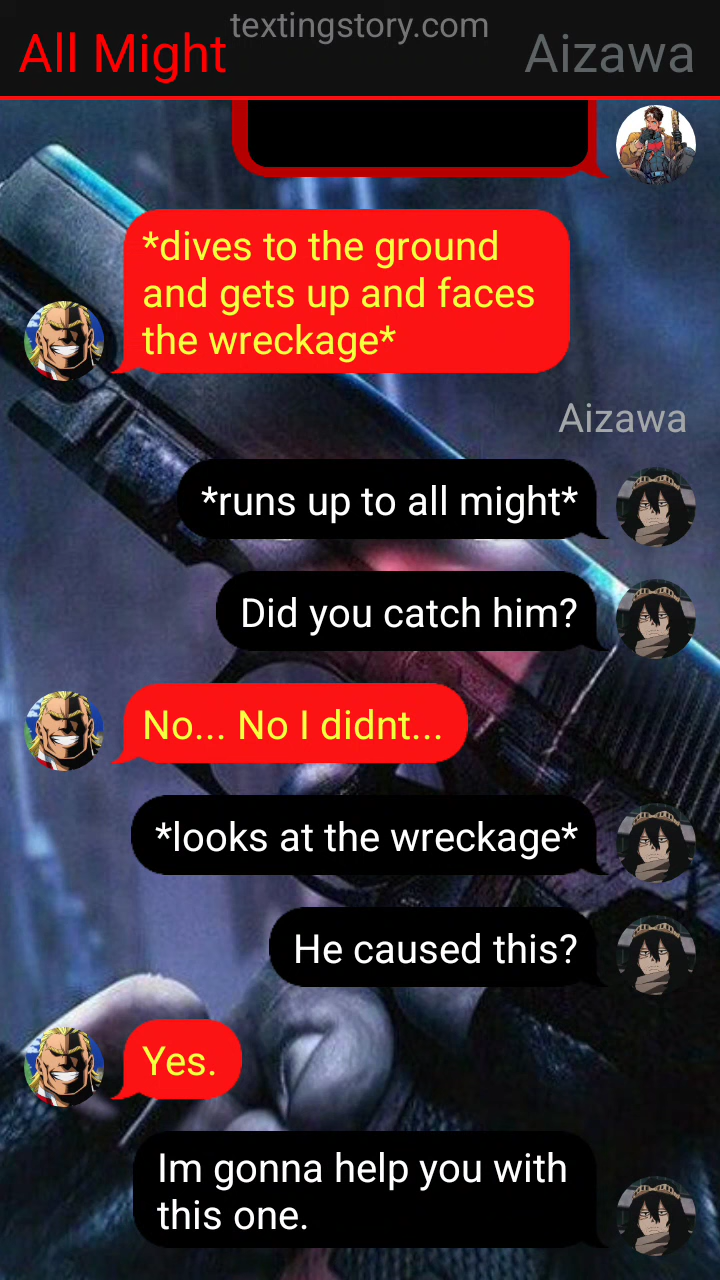 textingstory.com
All Might
Aizawa
*dives to the ground
and gets up and faces
the wreckage*
Aizawa
*runs up to all might*
Did you catch him?
No... No I didnt...
*looks at the wreckage*
He caused this?
Yes.
Im gonna help you with
this one.